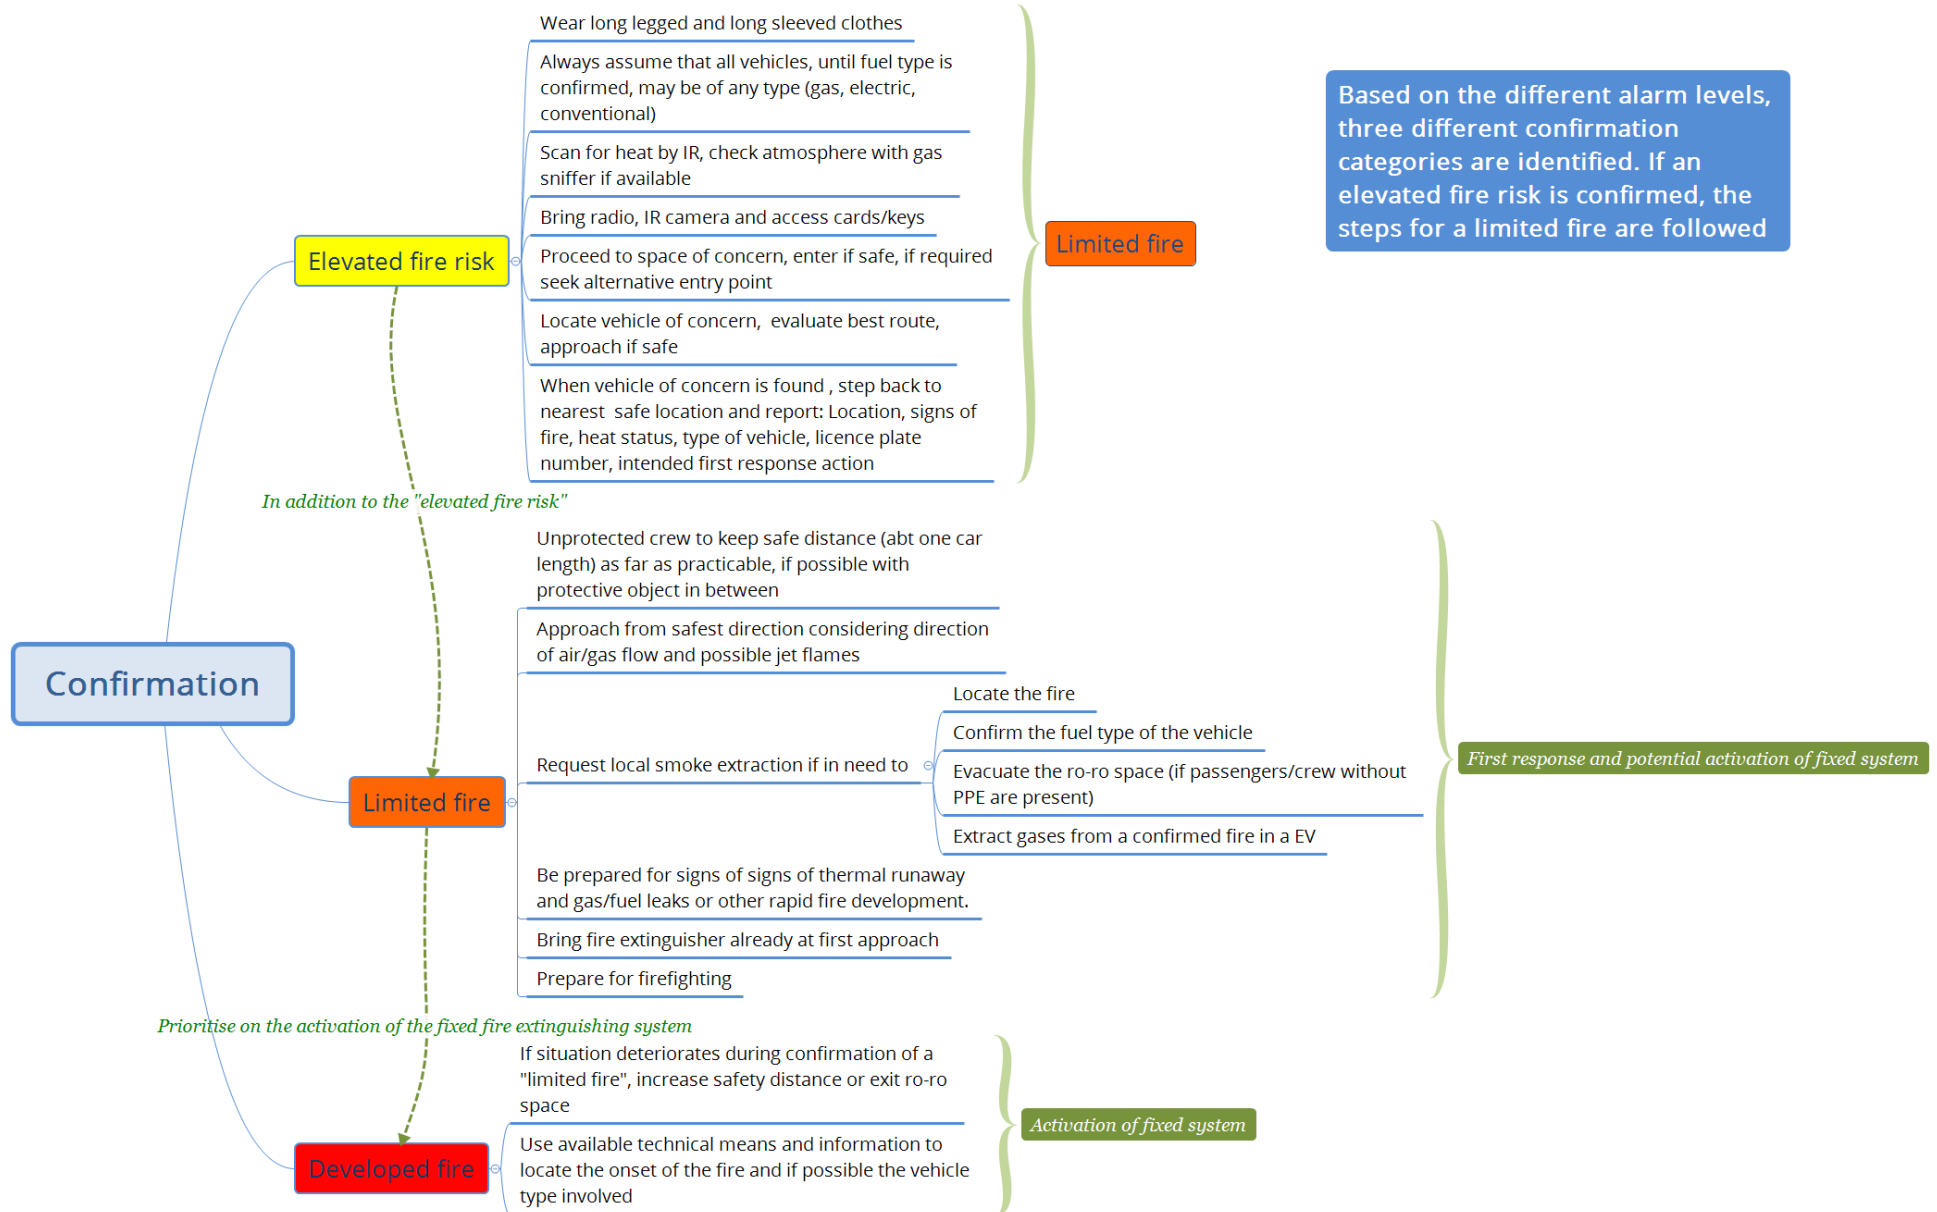 Wear long legged and long sleeved clothes
Always assume that all vehicles, until fuel type is
confirmed, may be of any type (gas, electric,
conventional)
Scan for heat by IR, check atmosphere with gas
sniffer if available
Bring radio, IR camera and access cards/keys
Elevated fire risk
Proceed to space of concern, enter if safe, if required
seek alternative entry point
Locate vehicle of concern,  evaluate best route,
approach if safe
When vehicle of concern is found , step back to
nearest  safe location and report: Location, signs of
fire, heat status, type of vehicle, licence plate
number, intended first response action
Limited fire
Based on the different alarm levels,
three different confirmation
categories are identified. If an
elevated fire risk is confirmed, the
steps for a limited fire are followed
In addition to the "elevated fire risk"
Unprotected crew to keep safe distance (abt one car
length) as far as practicable, if possible with
protective object in between
Approach from safest direction considering direction
of air/gas flow and possible jet flames
Confirmation
Request local smoke extraction if in need to
Locate the fire
Confirm the fuel type of the vehicle
Evacuate the ro-ro space (if passengers/crew without
PPE are present)
Extract gases from a confirmed fire in a EV
First response and potential activation of fixed system
Limited fire
Be prepared for signs of signs of thermal runaway
and gas/fuel leaks or other rapid fire development.
Bring fire extinguisher already at first approach
Prepare for firefighting
Prioritise on the activation of the fixed fire extinguishing system
If situation deteriorates during confirmation of a
"limited fire", increase safety distance or exit ro-ro
space
Activation of fixed system
Developed fire
Use available technical means and information to
locate the onset of the fire and if possible the vehicle
type involved